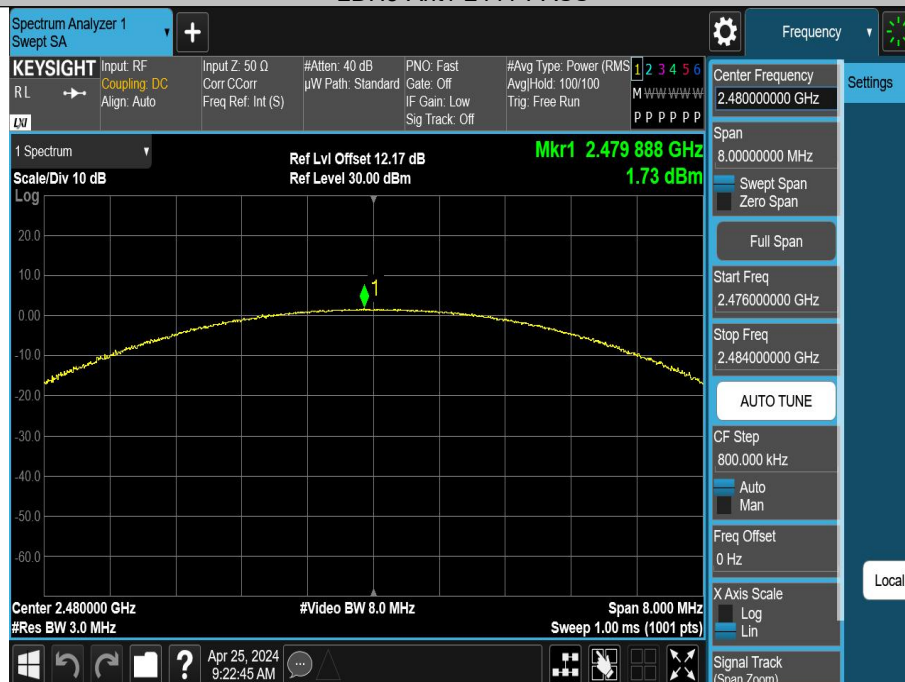 Spectrum Analyzer 1
Swept SA
+
Frequency
KEYSIGHT
RL
LXI
Input: RF
Coupling: DC
Align: Auto
Input Z: 50 Ω
Corr CCorr
Freq Ref: Int (S)
#Atten: 40 dB
µW Path: Standard
PNO: Fast
Gate: Off
IF Gain: Low
Sig Track: Off
#Avg Type: Power (RMS
Avg|Hold: 100/100
Trig: Free Run
1 2 3 4 5 6
M W W W W W
P P P P P P
Center Frequency
2.480000000 GHz
Settings
Span
8.00000000 MHz
Swept Span
Zero Span
Full Span
Start Freq
2.476000000 GHz
Stop Freq
2.484000000 GHz
AUTO TUNE
CF Step
800.000 kHz
Auto
Man
Freq Offset
0 Hz
X Axis Scale
Log
Lin
Signal Track
(Span Zoom)
Local
1 Spectrum
Scale/Div 10 dB
Log
Ref Lvl Offset 12.17 dB
Ref Level 30.00 dBm
Mkr1 2.479 888 GHz
1.73 dBm
20.0
10.0
0.00
-10.0
-20.0
-30.0
-40.0
-50.0
-60.0
1
Center 2.480000 GHz
#Res BW 3.0 MHz
#Video BW 8.0 MHz
Span 8.000 MHz
Sweep 1.00 ms (1001 pts)
?
Apr 25, 2024
9:22:45 AM